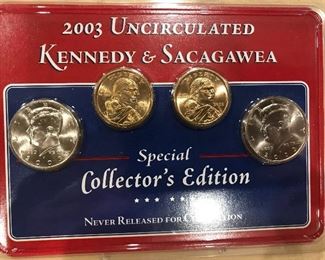 2003 Uncirculated
Kennedy & Sacagawea
Special
Collector's Edition
Never Released for